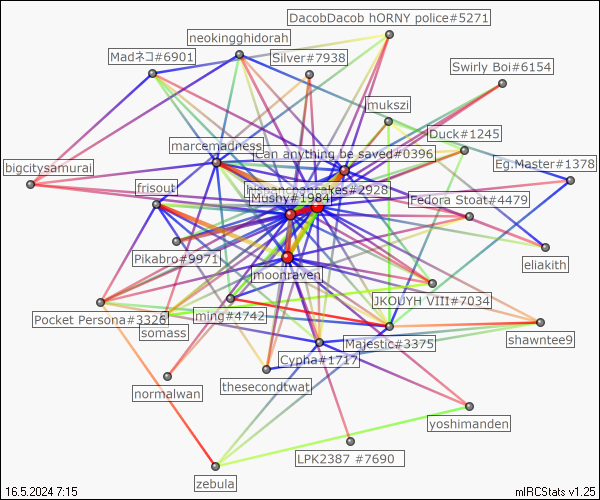 DacobDacob hORNY police#5271
neokingghidorah
Madネコ#6901
Silver#7938
Swirly Boi#6154
mukszi
Duck#1245
marcemadness
Can anything be saved#0396
bigcitysamurai
Eg.Master#1378
frisout
hispancpancakes#2928
Mushy#1984
Fedora Stoat#4479
Pikabro#9971
eliakith
moonraven
JKOUYH VIII#7034
Pocket Persona#3326
ming#4742
somass
Majestic#3375
shawntee9
Cypha#1717
normalwan
thesecondtwat
yoshimanden
LPK2387 #7690
zebula
16.5.2024 7:15
mIRCStats v1.25